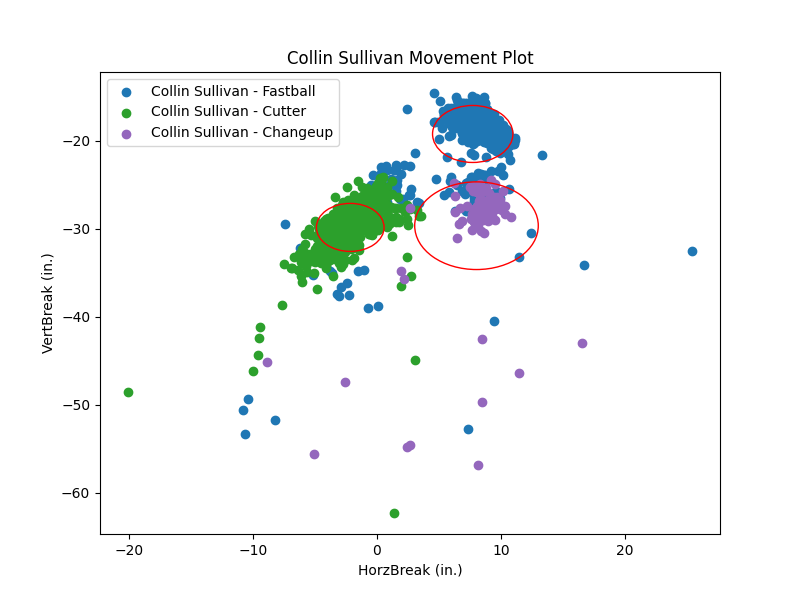 Collin Sullivan Movement Plot
Collin Sullivan - Fastball
Collin Sullivan - Cutter
Collin Sullivan - Changeup
VertBreak (in.)
−20
−30
−40
−50
−60
−20
−10
0
10
20
HorzBreak (in.)